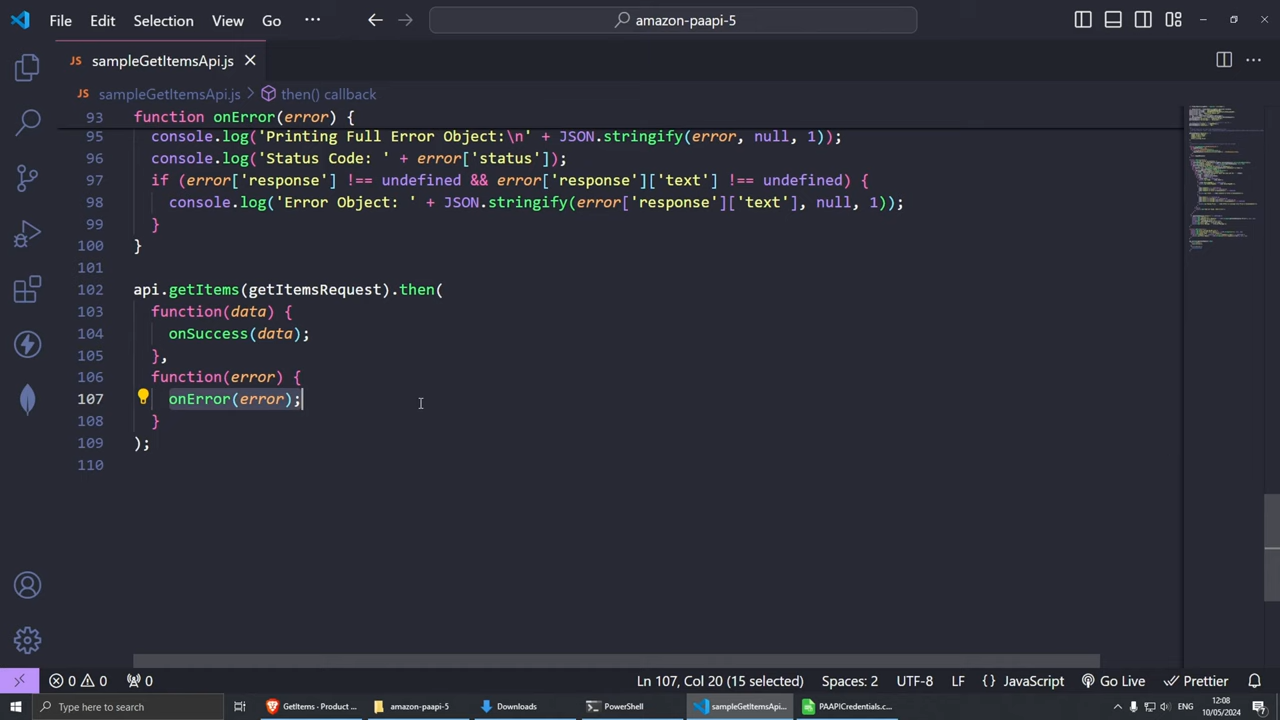 File Edit Selection View Go ··· amazon-paapi-5
JS sampleGetItemsApi.js
JS sampleGetItemsApi.js > then() callback
93 function onError(error) {
95 console.log('Printing Full Error Object:\n' + JSON.stringify(error, null, 1));
96 console.log('Status Code: ' + error['status']);
97 if (error['response'] !== undefined && error['response']['text'] !== undefined) {
98 console.log('Error Object: ' + JSON.stringify(error['response']['text'], null, 1));
99 }
100 }
101
102 api.getItems(getItemsRequest).then(
103 function(data) {
104 onSuccess(data);
105 },
106 function(error) {
107 onError(error);
108 }
109 );
110
0 0 0 Ln 107, Col 20 (15 selected) Spaces: 2 UTF-8 LF {} JavaScript Go Live Prettier
Type here to search GetItems - Product ... amazon-paapi-5 Downloads PowerShell sampleGetItemsApi... PAAPICredentials.c... ENG 12:08
10/05/2024